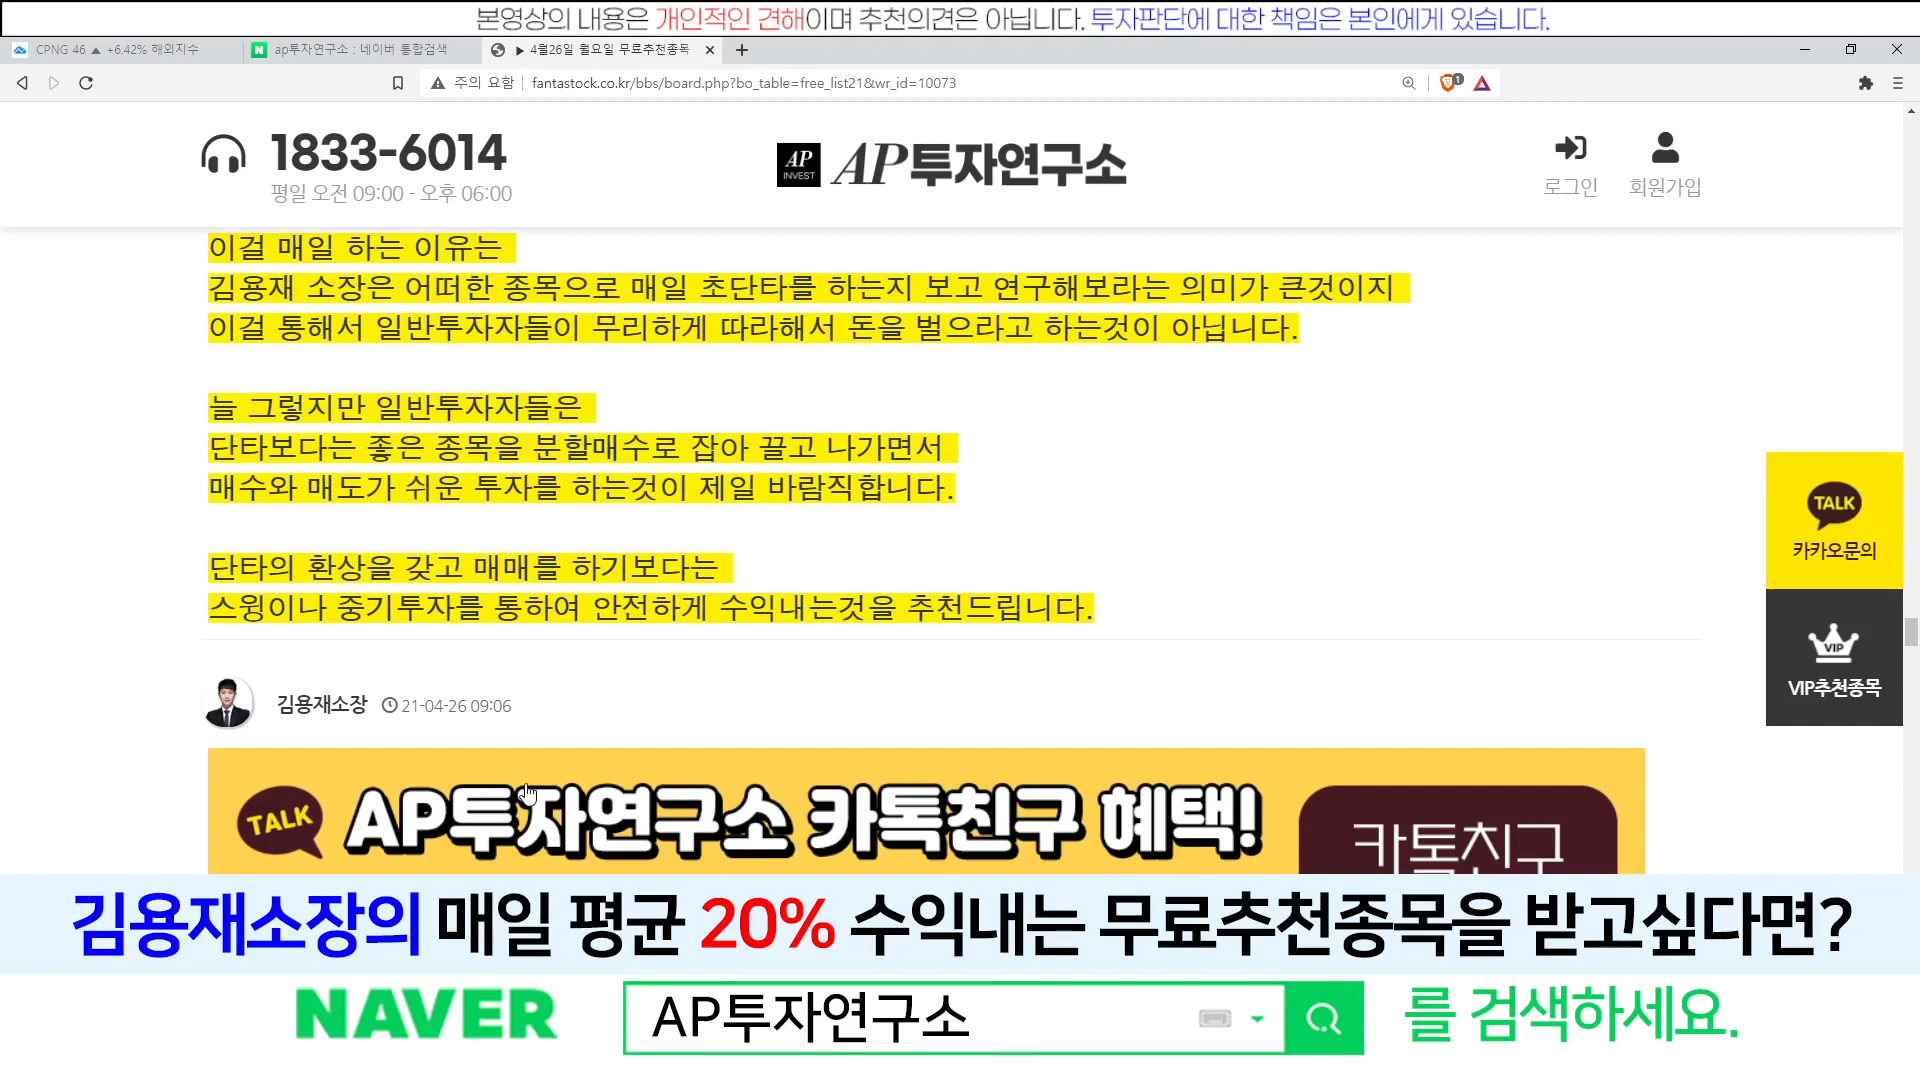 본영상의 내용은 개인적인 견해이며 추천의견은 아닙니다. 투자판단에 대한 책임은 본인에게 있습니다.
CPNG 46 ▲ +6.42% 해외지수
N ap투자연구소 : 네이버 통합검색
▶ 4월26일 월요일 무료추천종목
주의 요함
fantastock.co.kr/bbs/board.php?bo_table=free_list21&wr_id=10073
1
1833-6014
평일 오전 09:00 - 오후 06:00
AP INVEST
AP투자연구소
로그인
회원가입
이걸 매일 하는 이유는
김용재 소장은 어떠한 종목으로 매일 초단타를 하는지 보고 연구해보라는 의미가 큰것이지
이걸 통해서 일반투자자들이 무리하게 따라해서 돈을 벌으라고 하는것이 아닙니다.
늘 그렇지만 일반투자자들은
단타보다는 좋은 종목을 분할매수로 잡아 끌고 나가면서
매수와 매도가 쉬운 투자를 하는것이 제일 바람직합니다.
단타의 환상을 갖고 매매를 하기보다는
스윙이나 중기투자를 통하여 안전하게 수익내는것을 추천드립니다.
TALK
카카오문의
VIP
VIP추천종목
김용재소장 21-04-26 09:06
TALK AP투자연구소 카톡친구 혜택!
카톡친구
김용재소장의 매일 평균 20% 수익내는 무료추천종목을 받고싶다면?
NAVER AP투자연구소 를 검색하세요.